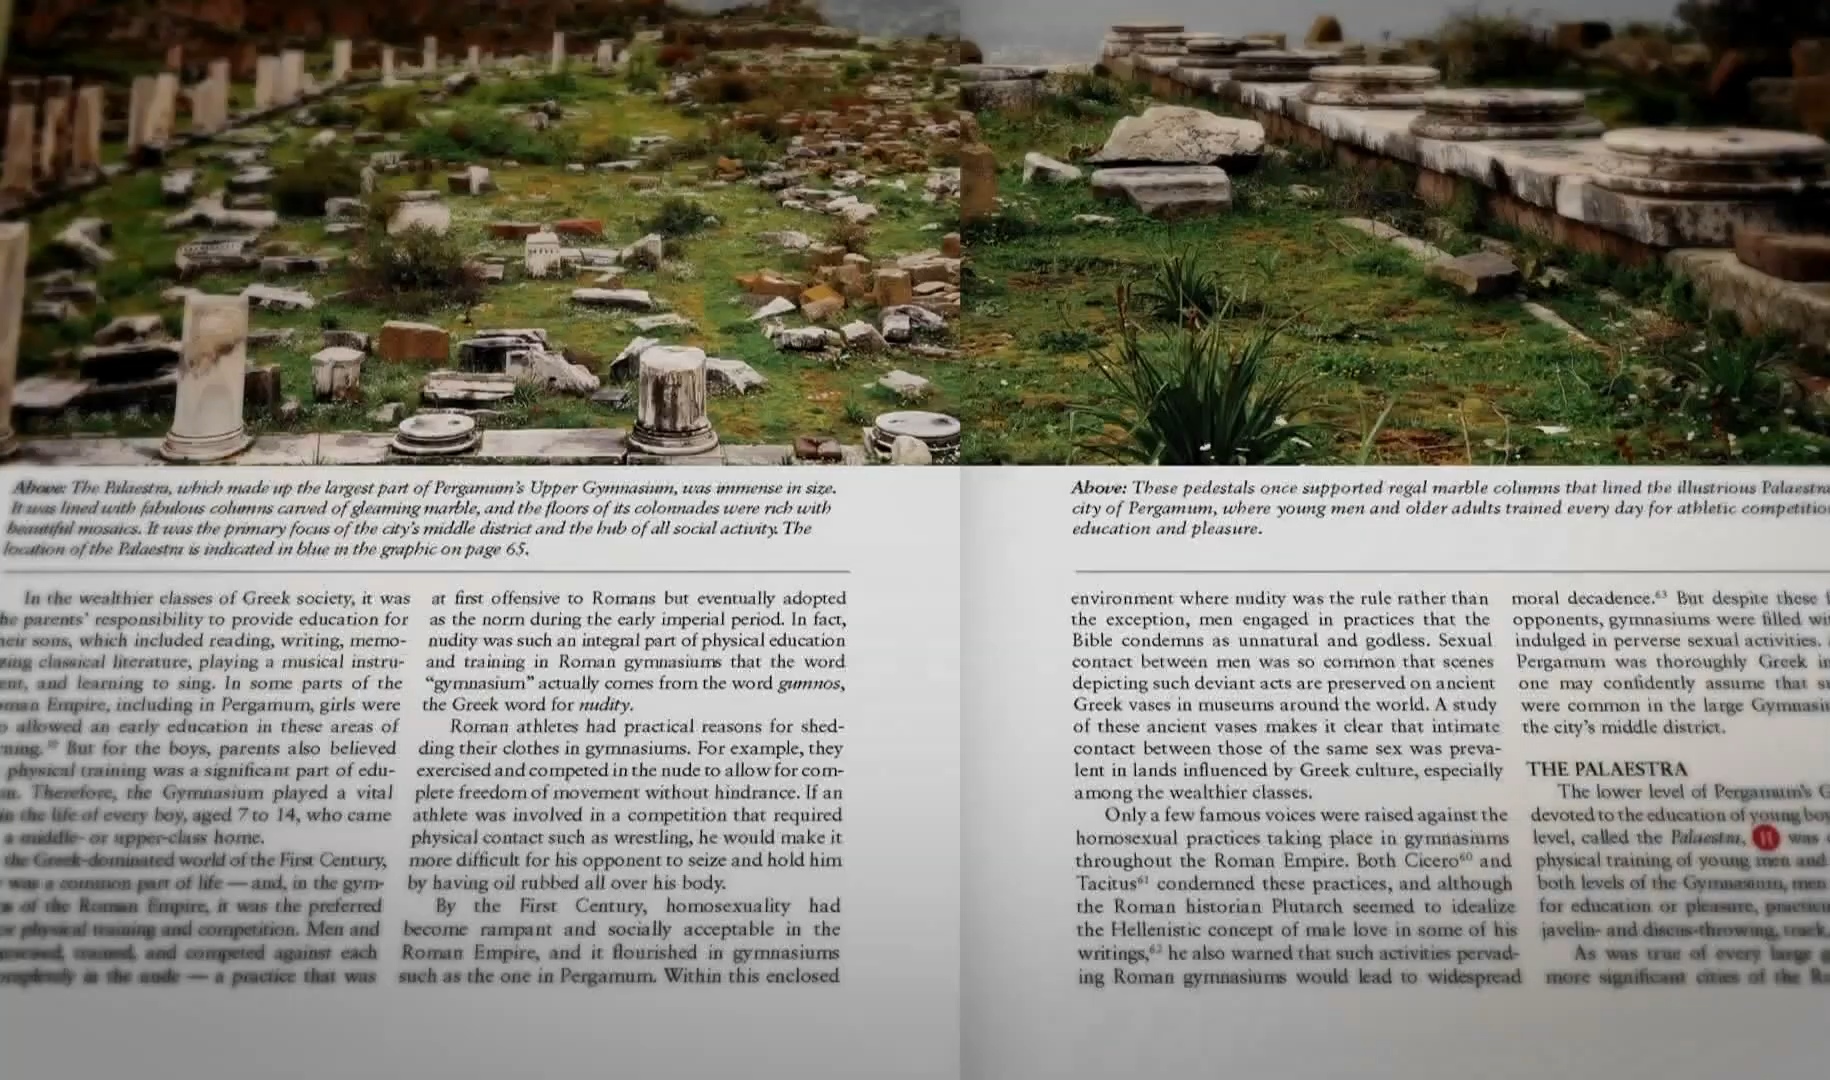 Above: The Palaestra, which made up the largest part of Pergamum's Upper Gymnasium, was immense in size.
It was lined with fabulous columns carved of gleaming marble, and the floors of its colonnades were rich with
beautiful mosaics. It was the primary focus of the city's middle district and the hub of all social activity. The
location of the Palaestra is indicated in blue in the graphic on page 65.
In the wealthier classes of Greek society, it was
parents' responsibility to provide education for
sons, which included reading, writing, memo-
classical literature, playing a musical instru-
and learning to sing. In some parts of the
Empire, including in Pergamum, girls were
allowed an early education in these areas of
But for the boys, parents also believed
physical training was a significant part of edu-
Therefore, the Gymnasium played a vital
in the life of every boy, aged 7 to 14, who came
a middle- or upper-class home.
the Greek-dominated world of the First Century,
was a common part of life — and, in the gym-
of the Roman Empire, it was the preferred
physical training and competition. Men and
trained, and competed against each
in the nude — a practice that was
at first offensive to Romans but eventually adopted
as the norm during the early imperial period. In fact,
nudity was such an integral part of physical education
and training in Roman gymnasiums that the word
“gymnasium” actually comes from the word gumnos,
the Greek word for nudity.
Roman athletes had practical reasons for shed-
ding their clothes in gymnasiums. For example, they
exercised and competed in the nude to allow for com-
plete freedom of movement without hindrance. If an
athlete was involved in a competition that required
physical contact such as wrestling, he would make it
more difficult for his opponent to seize and hold him
by having oil rubbed all over his body.
By the First Century, homosexuality had
become rampant and socially acceptable in the
Roman Empire, and it flourished in gymnasiums
such as the one in Pergamum. Within this enclosed
Above: These pedestals once supported regal marble columns that lined the illustrious Palaestra
city of Pergamum, where young men and older adults trained every day for athletic
education and pleasure.
environment where nudity was the rule rather than
the exception, men engaged in practices that the
Bible condemns as unnatural and godless. Sexual
contact between men was so common that scenes
depicting such deviant acts are preserved on ancient
Greek vases in museums around the world. A study
of these ancient vases makes it clear that intimate
contact between those of the same sex was preva-
lent in lands influenced by Greek culture, especially
among the wealthier classes.
Only a few famous voices were raised against the
homosexual practices taking place in gymnasiums
throughout the Roman Empire. Both Cicero⁶⁰ and
Tacitus⁶¹ condemned these practices, and although
the Roman historian Plutarch seemed to idealize
the Hellenistic concept of male love in some of his
writings,⁶² he also warned that such activities pervad-
ing Roman gymnasiums would lead to widespread
moral decadence.⁶³ But despite these
opponents, gymnasiums were filled
indulged in perverse sexual activities.
Pergamum was thoroughly Greek
one may confidently assume that
were common in the large
the city's middle district.
THE PALAESTRA
The lower level of Pergamum's
devoted to the education of young
level, called the Palaestra, was
physical training of young men and
both levels of the Gymnasium, men
for education or pleasure,
javelin- and discus-throwing, track,
As was true of every large
more significant cities of the